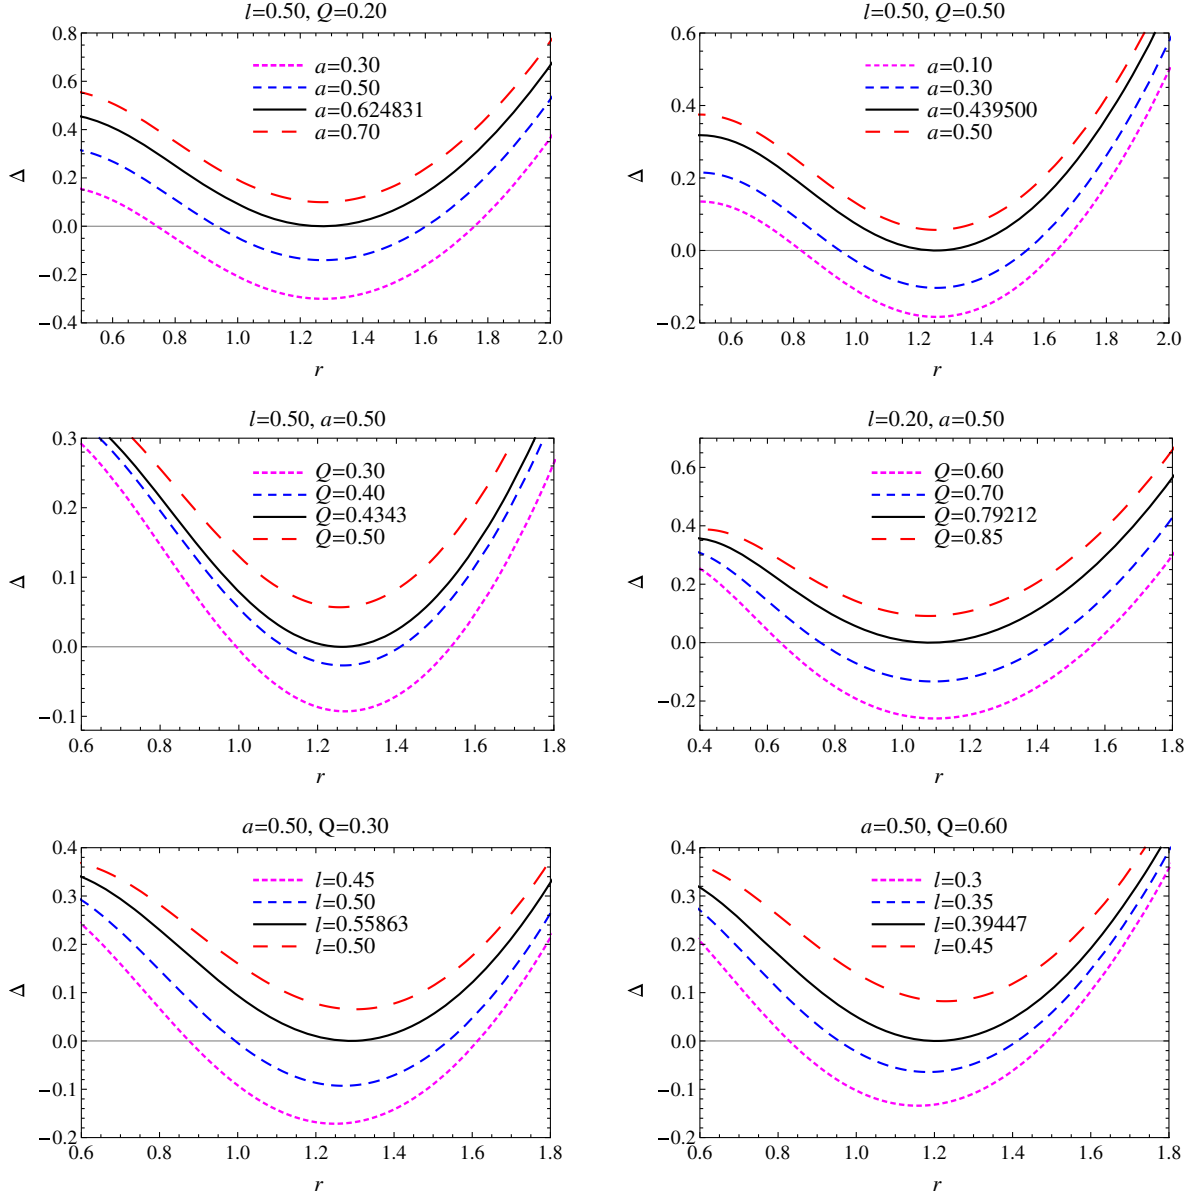 l=0.50, Q=0.20
0.8
0.6
0.4
0.2
0.0
−0.2
−0.4
Δ
a=0.30
a=0.50
a=0.624831
a=0.70
0.6 0.8 1.0 1.2 1.4 1.6 1.8 2.0
r
l=0.50, Q=0.50
0.6
0.4
0.2
0.0
−0.2
Δ
a=0.10
a=0.30
a=0.439500
a=0.50
0.6 0.8 1.0 1.2 1.4 1.6 1.8 2.0
r
l=0.50, a=0.50
0.3
0.2
0.1
0.0
−0.1
Δ
Q=0.30
Q=0.40
Q=0.4343
Q=0.50
0.6 0.8 1.0 1.2 1.4 1.6 1.8
r
l=0.20, a=0.50
0.6
0.4
0.2
0.0
−0.2
Δ
Q=0.60
Q=0.70
Q=0.79212
Q=0.85
0.4 0.6 0.8 1.0 1.2 1.4 1.6 1.8
r
a=0.50, Q=0.30
0.4
0.3
0.2
0.1
0.0
−0.1
−0.2
Δ
l=0.45
l=0.50
l=0.55863
l=0.50
0.6 0.8 1.0 1.2 1.4 1.6 1.8
r
a=0.50, Q=0.60
0.4
0.3
0.2
0.1
0.0
−0.1
−0.2
Δ
l=0.3
l=0.35
l=0.39447
l=0.45
0.6 0.8 1.0 1.2 1.4 1.6 1.8
r